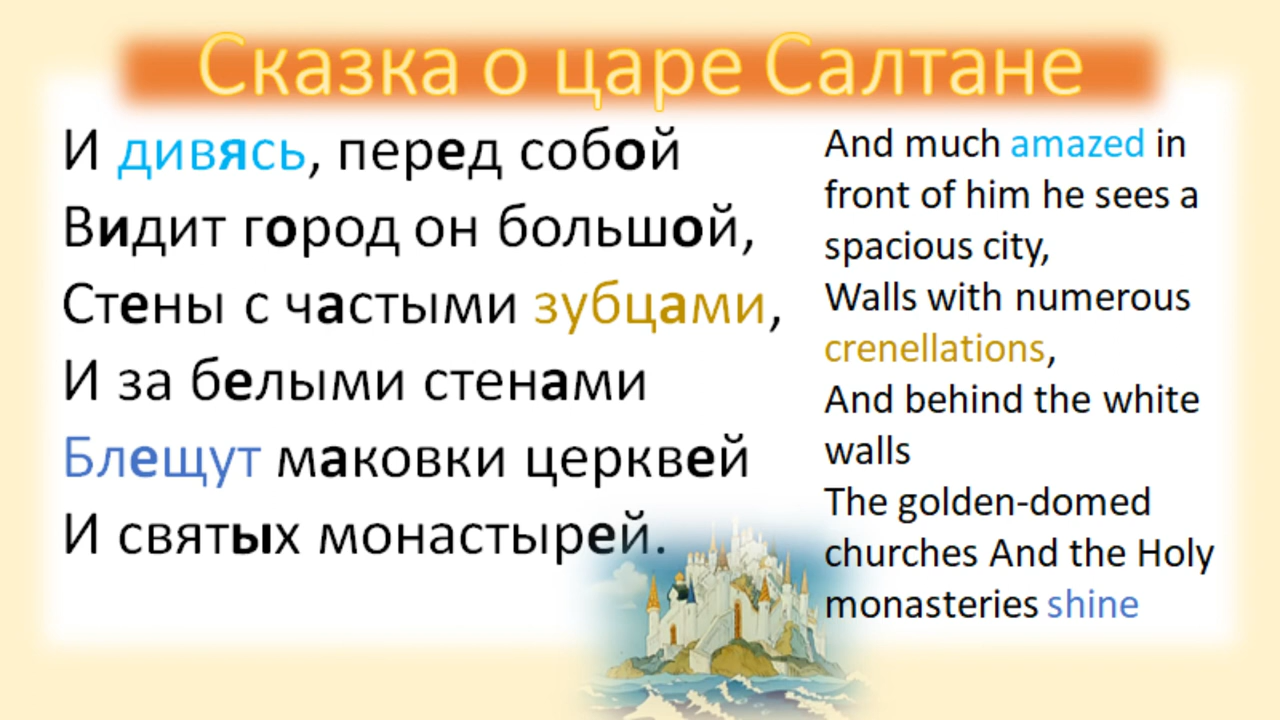 Сказка о царе Салтане
И дивясь, перед собой
Видит город он большой,
Стены с частыми зубцами,
И за белыми стенами
Блещут маковки церквей
И святых монастырей.
And much amazed in
front of him he sees a
spacious city,
Walls with numerous
crenellations,
And behind the white
walls
The golden-domed
churches And the Holy
monasteries shine